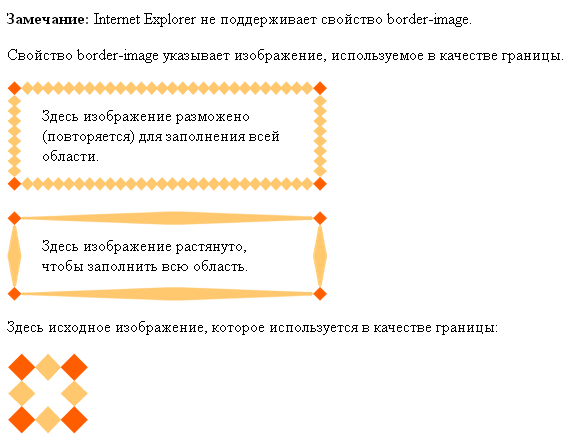 Замечание: Internet Explorer не поддерживает свойство border-image.
Свойство border-image указывает изображение, используемое в качестве границы.
Здесь изображение разможено
(повторяется) для заполнения всей
области.
Здесь изображение растянуто,
чтобы заполнить всю область.
Здесь исходное изображение, которое используется в качестве границы: